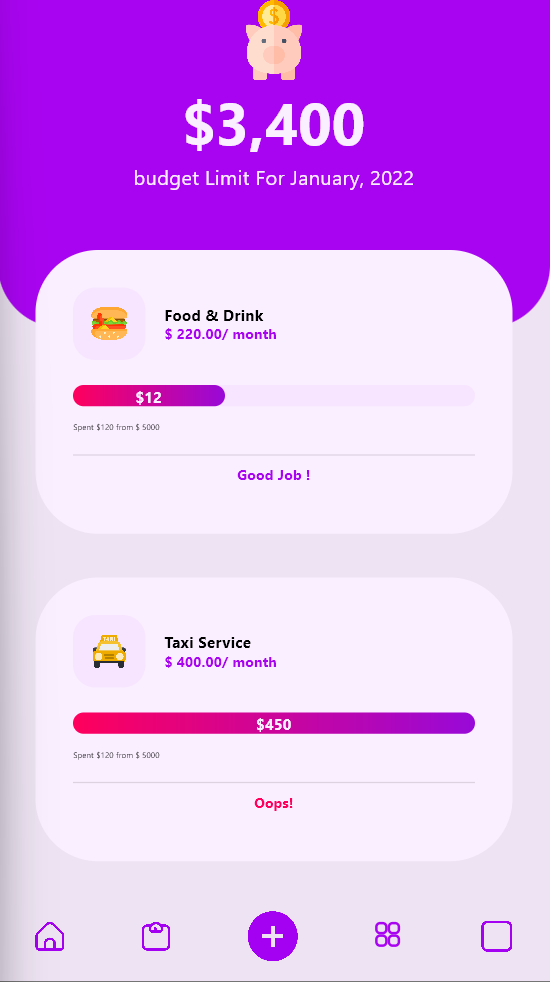 $
$3,400
budget Limit For January, 2022
Food & Drink
$ 220.00/ month
$12
Spent $120 from $ 5000
Good Job !
TAXI
Taxi Service
$ 400.00/ month
$450
Spent $120 from $ 5000
Oops!